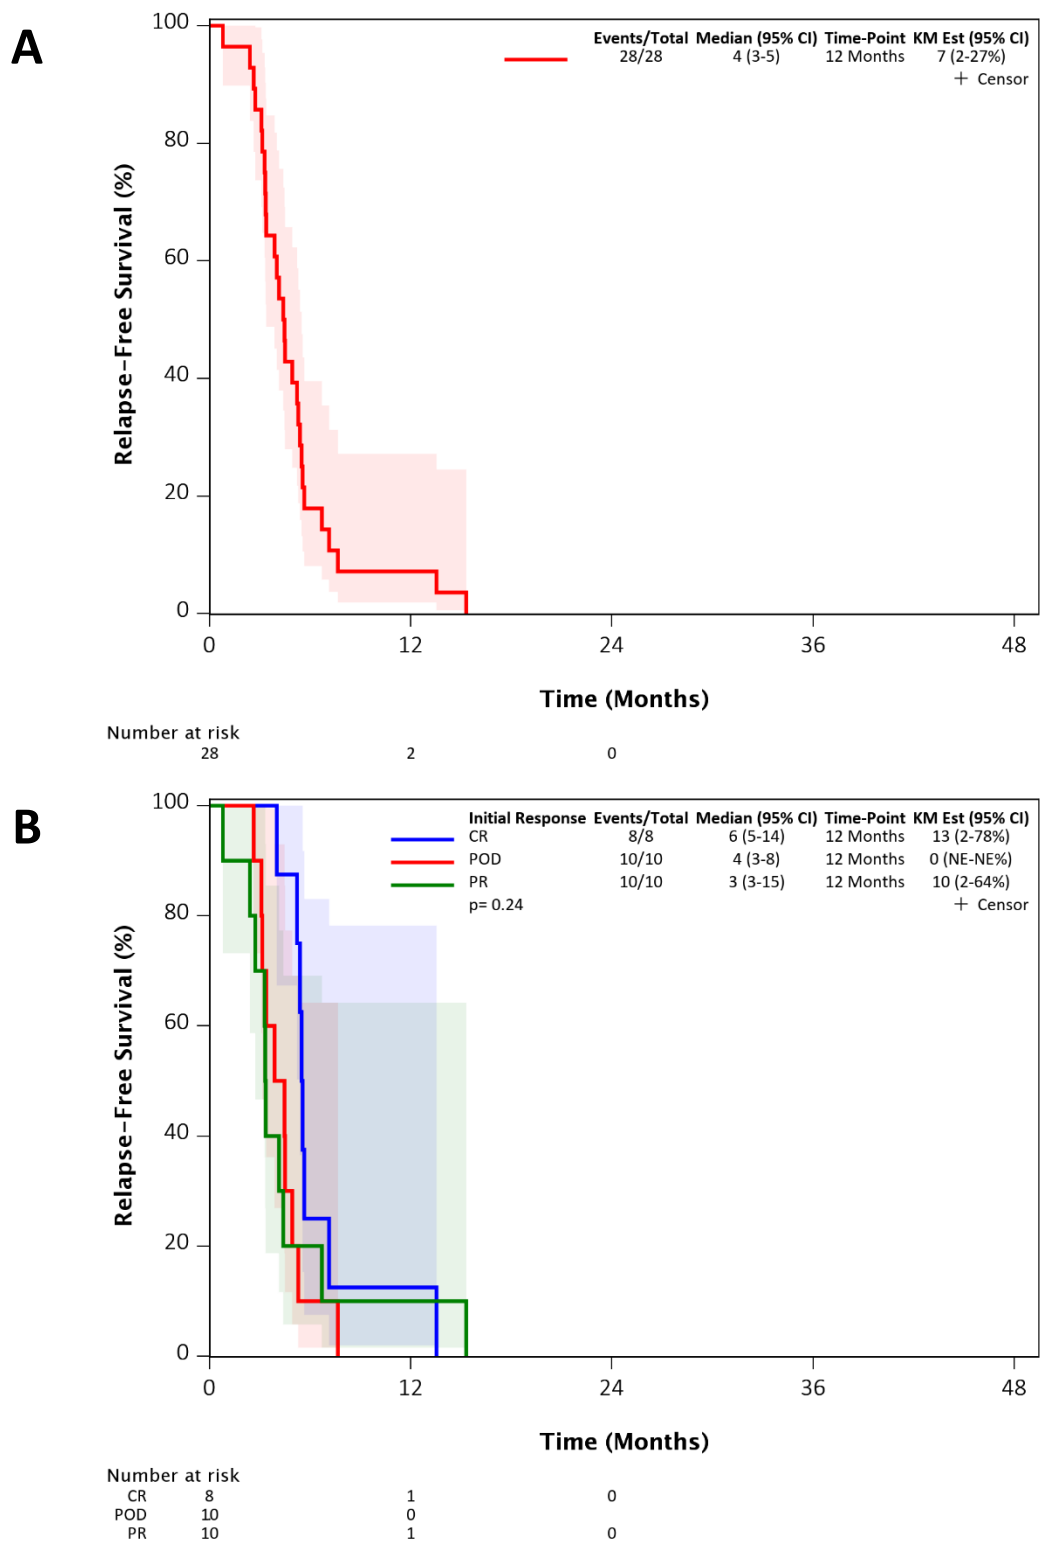 A
Events/Total Median (95% CI) Time-Point KM Est (95% CI)
28/28 4 (3-5) 12 Months 7 (2-27%)
+ Censor
100
80
60
40
20
0
Relapse-Free Survival (%)
0 12 24 36 48
Time (Months)
Number at risk
28 2 0
B
Initial Response Events/Total Median (95% CI) Time-Point KM Est (95% CI)
CR 8/8 6 (5-14) 12 Months 13 (2-78%)
POD 10/10 4 (3-8) 12 Months 0 (NE-NE%)
PR 10/10 3 (3-15) 12 Months 10 (2-64%)
p= 0.24 + Censor
100
80
60
40
20
0
Relapse-Free Survival (%)
0 12 24 36 48
Time (Months)
Number at risk
CR 8 1 0
POD 10 0
PR 10 1 0